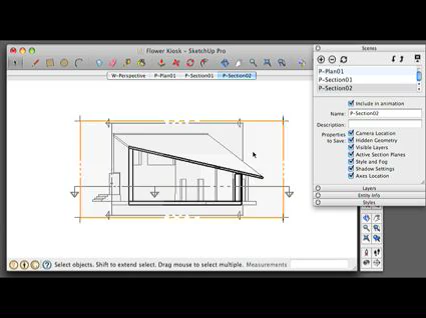 Flower Kiosk - SketchUp Pro
W-Perspective P-Plan01 P-Section01 P-Section02
Select objects. Shift to extend select. Drag mouse to select multiple. Measurements
Scenes
P-Plan01
P-Section01
P-Section02
Include in animation
Name: P-Section02
Description:
Properties to Save:
Camera Location
Hidden Geometry
Visible Layers
Active Section Planes
Style and Fog
Shadow Settings
Axes Location
Layers
Entity Info
Styles